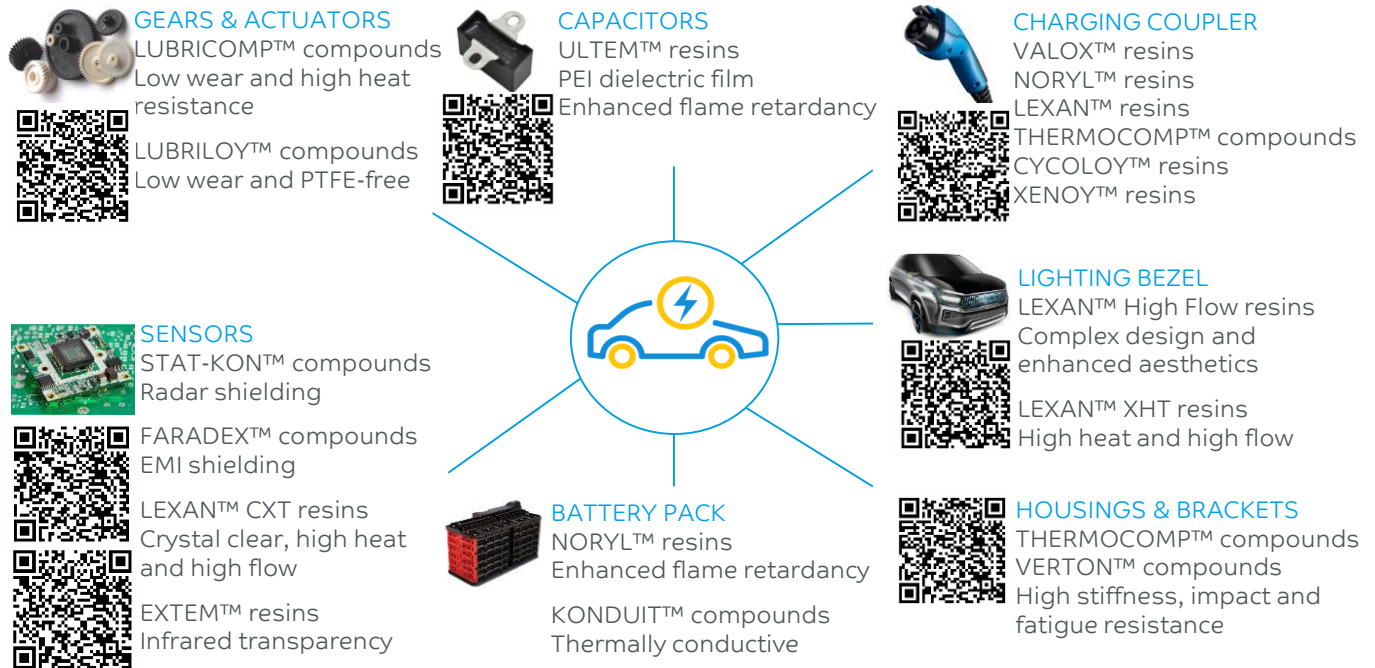 GEARS & ACTUATORS
LUBRICOMP™ compounds
Low wear and high heat
resistance
LUBRILOY™ compounds
Low wear and PTFE-free
CAPACITORS
ULTEM™ resins
PEI dielectric film
Enhanced flame retardancy
CHARGING COUPLER
VALOX™ resins
NORYL™ resins
LEXAN™ resins
THERMOCOMP™ compounds
CYCOLOY™ resins
XENOY™ resins
SENSORS
STAT-KON™ compounds
Radar shielding
FARADEX™ compounds
EMI shielding
LEXAN™ CXT resins
Crystal clear, high heat
and high flow
EXTEM™ resins
Infrared transparency
BATTERY PACK
NORYL™ resins
Enhanced flame retardancy
KONDUIT™ compounds
Thermally conductive
LIGHTING BEZEL
LEXAN™ High Flow resins
Complex design and
enhanced aesthetics
LEXAN™ XHT resins
High heat and high flow
HOUSINGS & BRACKETS
THERMOCOMP™ compounds
VERTON™ compounds
High stiffness, impact and
fatigue resistance